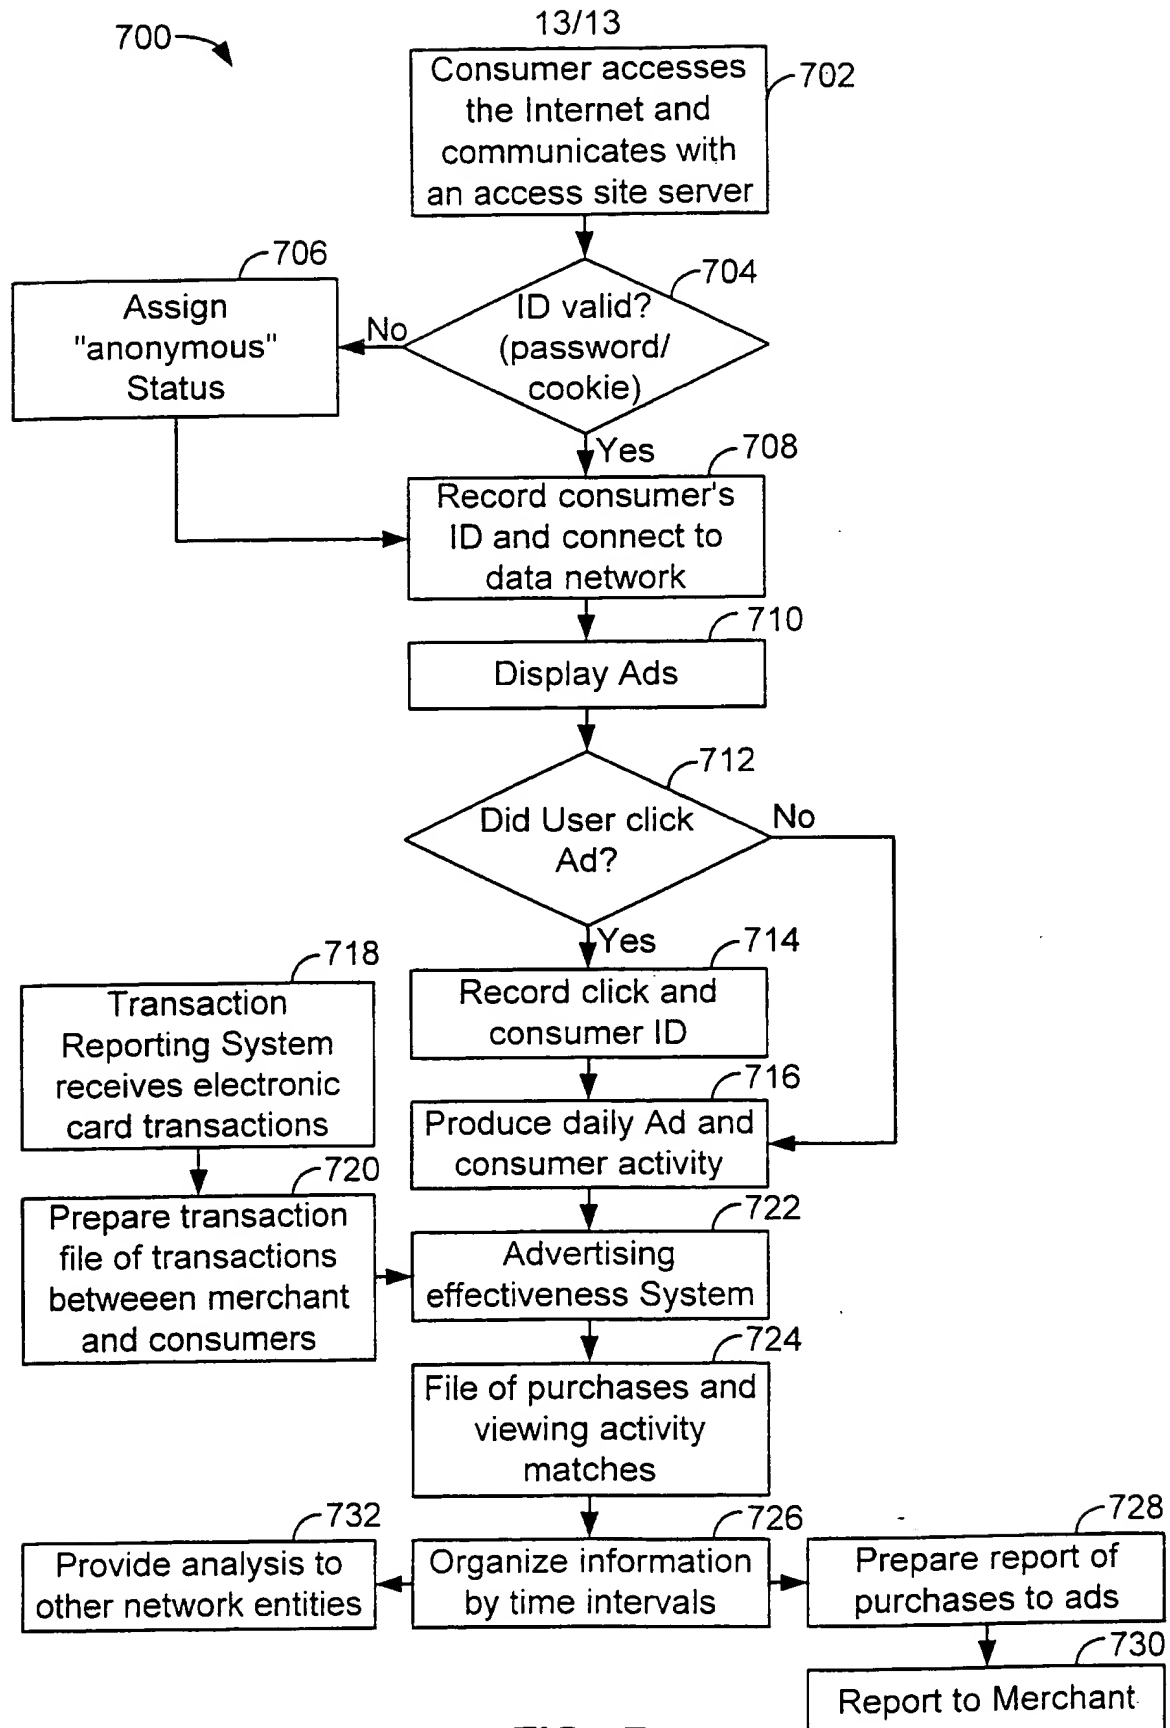 13/13
700
Consumer accesses
the Internet and
communicates with
an access site server
702
706
Assign
"anonymous"
Status
No
704
ID valid?
(password/
cookie)
Yes
708
Record consumer's
ID and connect to
data network
710
Display Ads
712
Did User click
Ad?
No
Yes
714
Record click and
consumer ID
718
Transaction
Reporting System
receives electronic
card transactions
716
Produce daily Ad and
consumer activity
720
Prepare transaction
file of transactions
betweeen merchant
and consumers
722
Advertising
effectiveness System
724
File of purchases and
viewing activity
matches
732
Provide analysis to
other network entities
726
Organize information
by time intervals
728
Prepare report of
purchases to ads
730
Report to Merchant